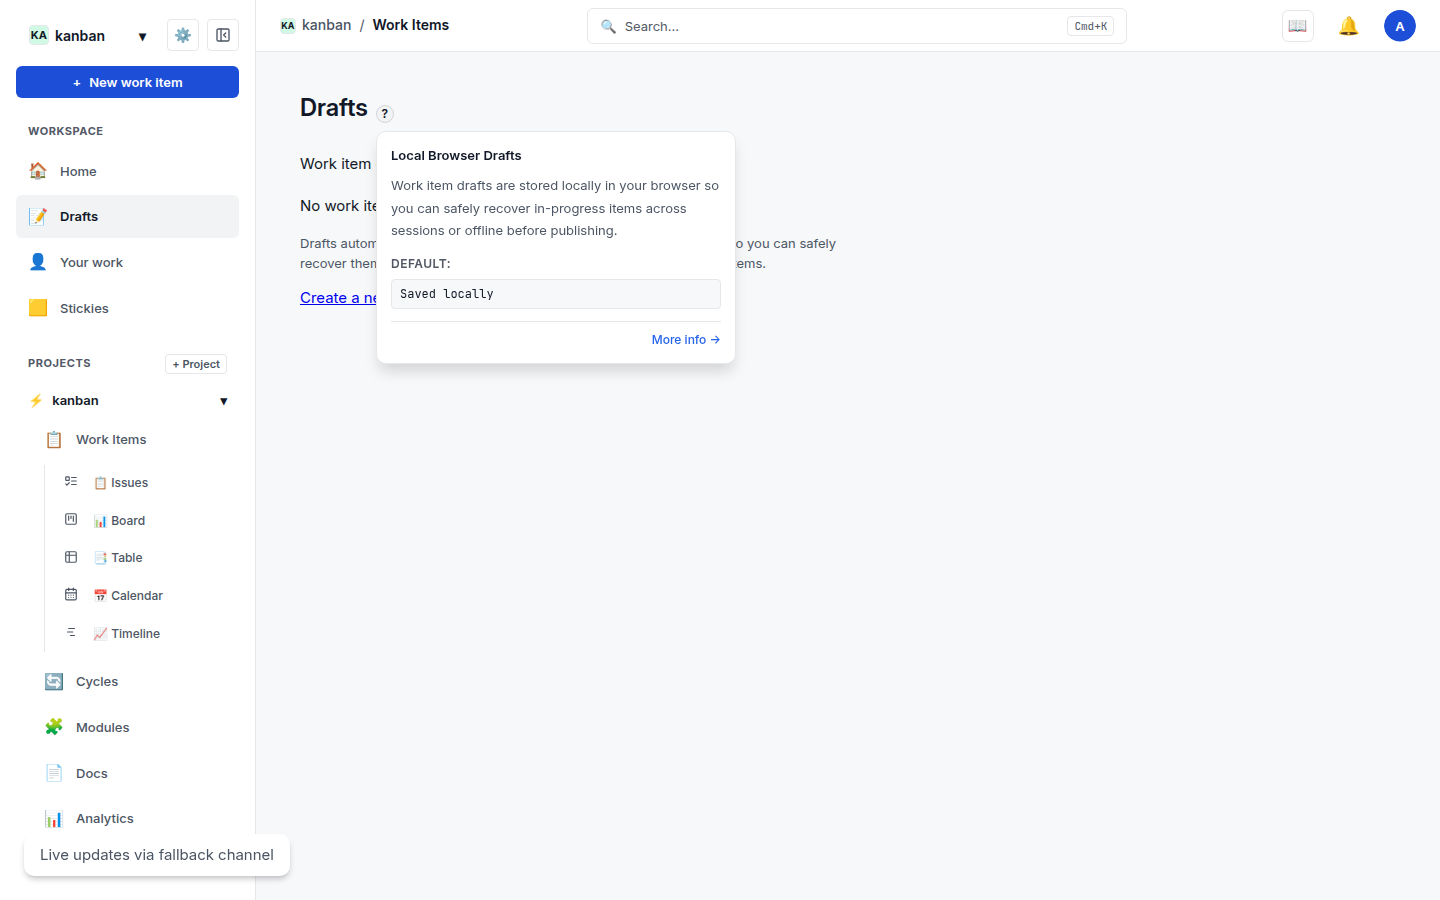 KA kanban ▾
+ New work item
WORKSPACE
Home
Drafts
Your work
Stickies
PROJECTS
+ Project
kanban ▾
Work Items
Issues
Board
Table
Calendar
Timeline
Cycles
Modules
Docs
Analytics
Live updates via fallback channel
KA kanban / Work Items
Search...
Cmd+K
A
Drafts ?
Work item
No work ite
Drafts autom
o you can safely
recover them
tems.
Create a ne
Local Browser Drafts
Work item drafts are stored locally in your browser so
you can safely recover in-progress items across
sessions or offline before publishing.
DEFAULT:
Saved locally
More info →